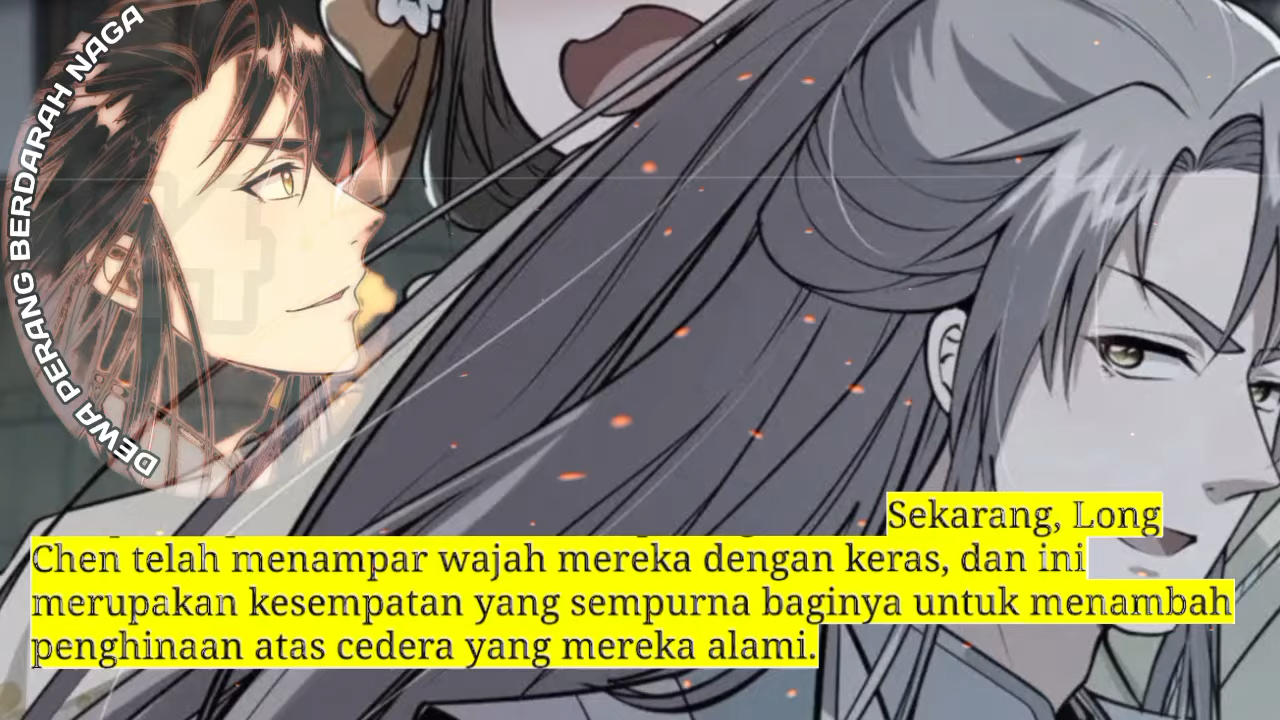 DEWA PERANG BERDARAH NAGA
Sekarang, Long
Chen telah menampar wajah mereka dengan keras, dan ini
merupakan kesempatan yang sempurna baginya untuk menambah
penghinaan atas cedera yang mereka alami.